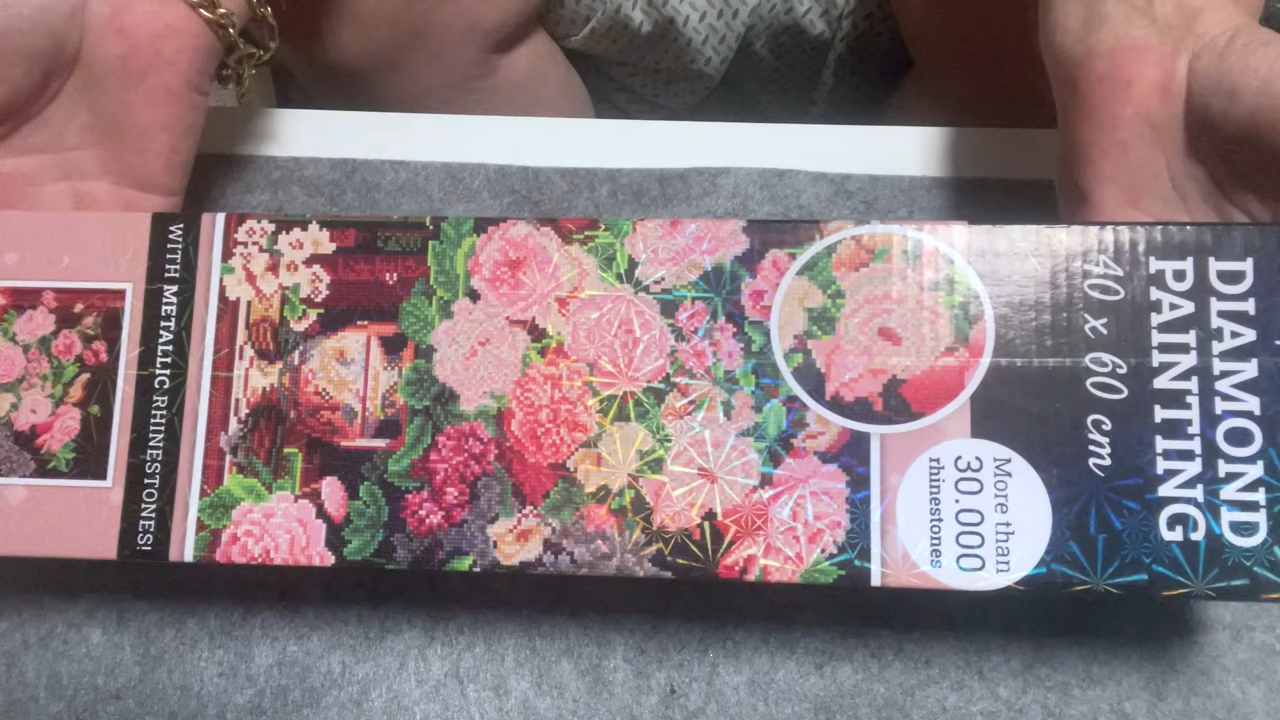 DIAMOND
PAINTING
40 x 60 cm
More than
30.000
rhinestones
WITH METALLIC RHINESTONES!